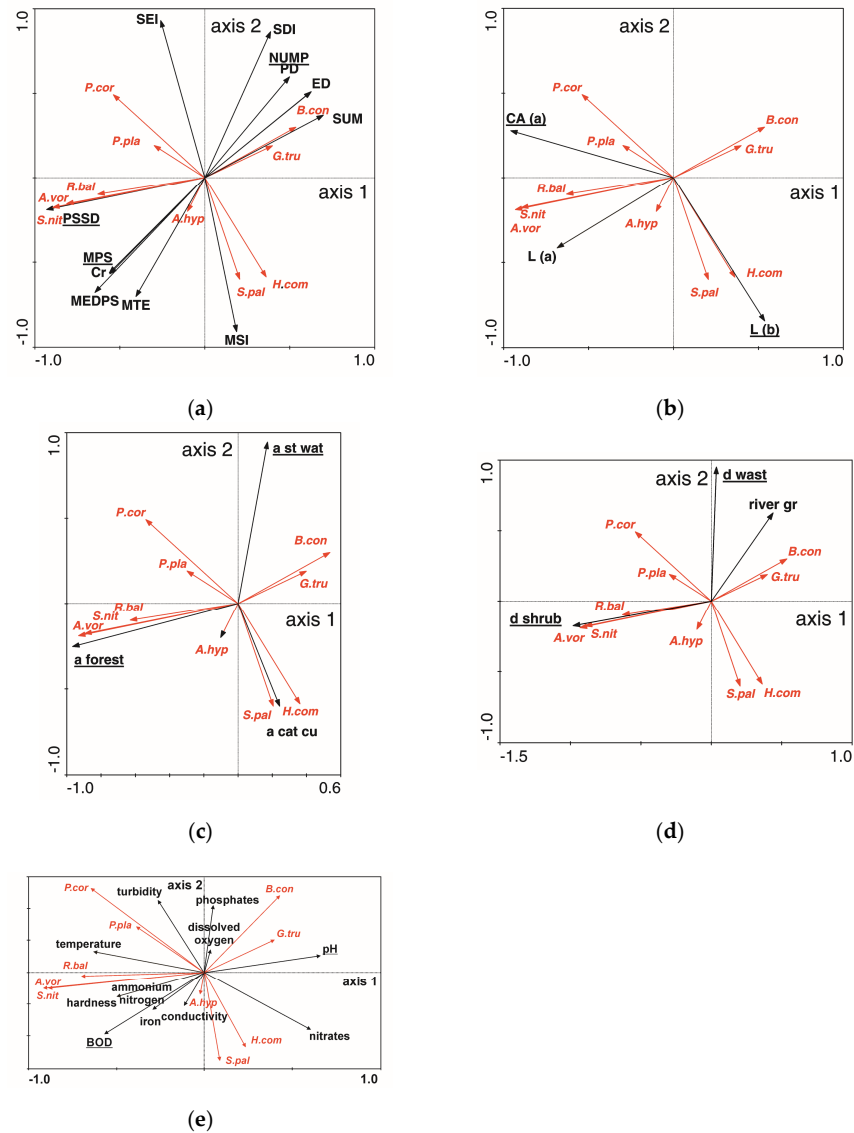 1.0
SEI
axis 2
SDI
NUMP
PD
ED
P.cor
B.con
SUM
P.pla
G.tru
axis 1
R.bal
A.vor
S.nit PSSD
A.hyp
MPS
Cr
MEDPS
MTE
S.pal
H.com
MSI
-1.0
-1.0
1.0
(a)
1.0
axis 2
P.cor
CA (a)
B.con
P.pla
G.tru
axis 1
R.bal
S.nit
A.vor
A.hyp
L (a)
S.pal
H.com
L (b)
-1.0
-1.0
1.0
(b)
1.0
axis 2
a st wat
P.cor
B.con
P.pla
G.tru
axis 1
S.nit
R.bal
A.vor
A.hyp
a forest
S.pal
H.com
a cat cu
-1.0
-1.0
0.6
(c)
1.0
axis 2
d wast
river gr
P.cor
B.con
P.pla
G.tru
axis 1
R.bal
d shrub
A.vor
S.nit
A.hyp
S.pal
H.com
-1.0
-1.5
1.0
(d)
P.cor
turbidity
axis 2
phosphates
B.con
P.pla
dissolved
oxygen
G.tru
temperature
pH
R.bal
axis 1
A.vor
S.nit
ammonium
hardness
nitrogen
A.hyp
iron
conductivity
BOD
nitrates
H.com
S.pal
-1.0
1.0
(e)